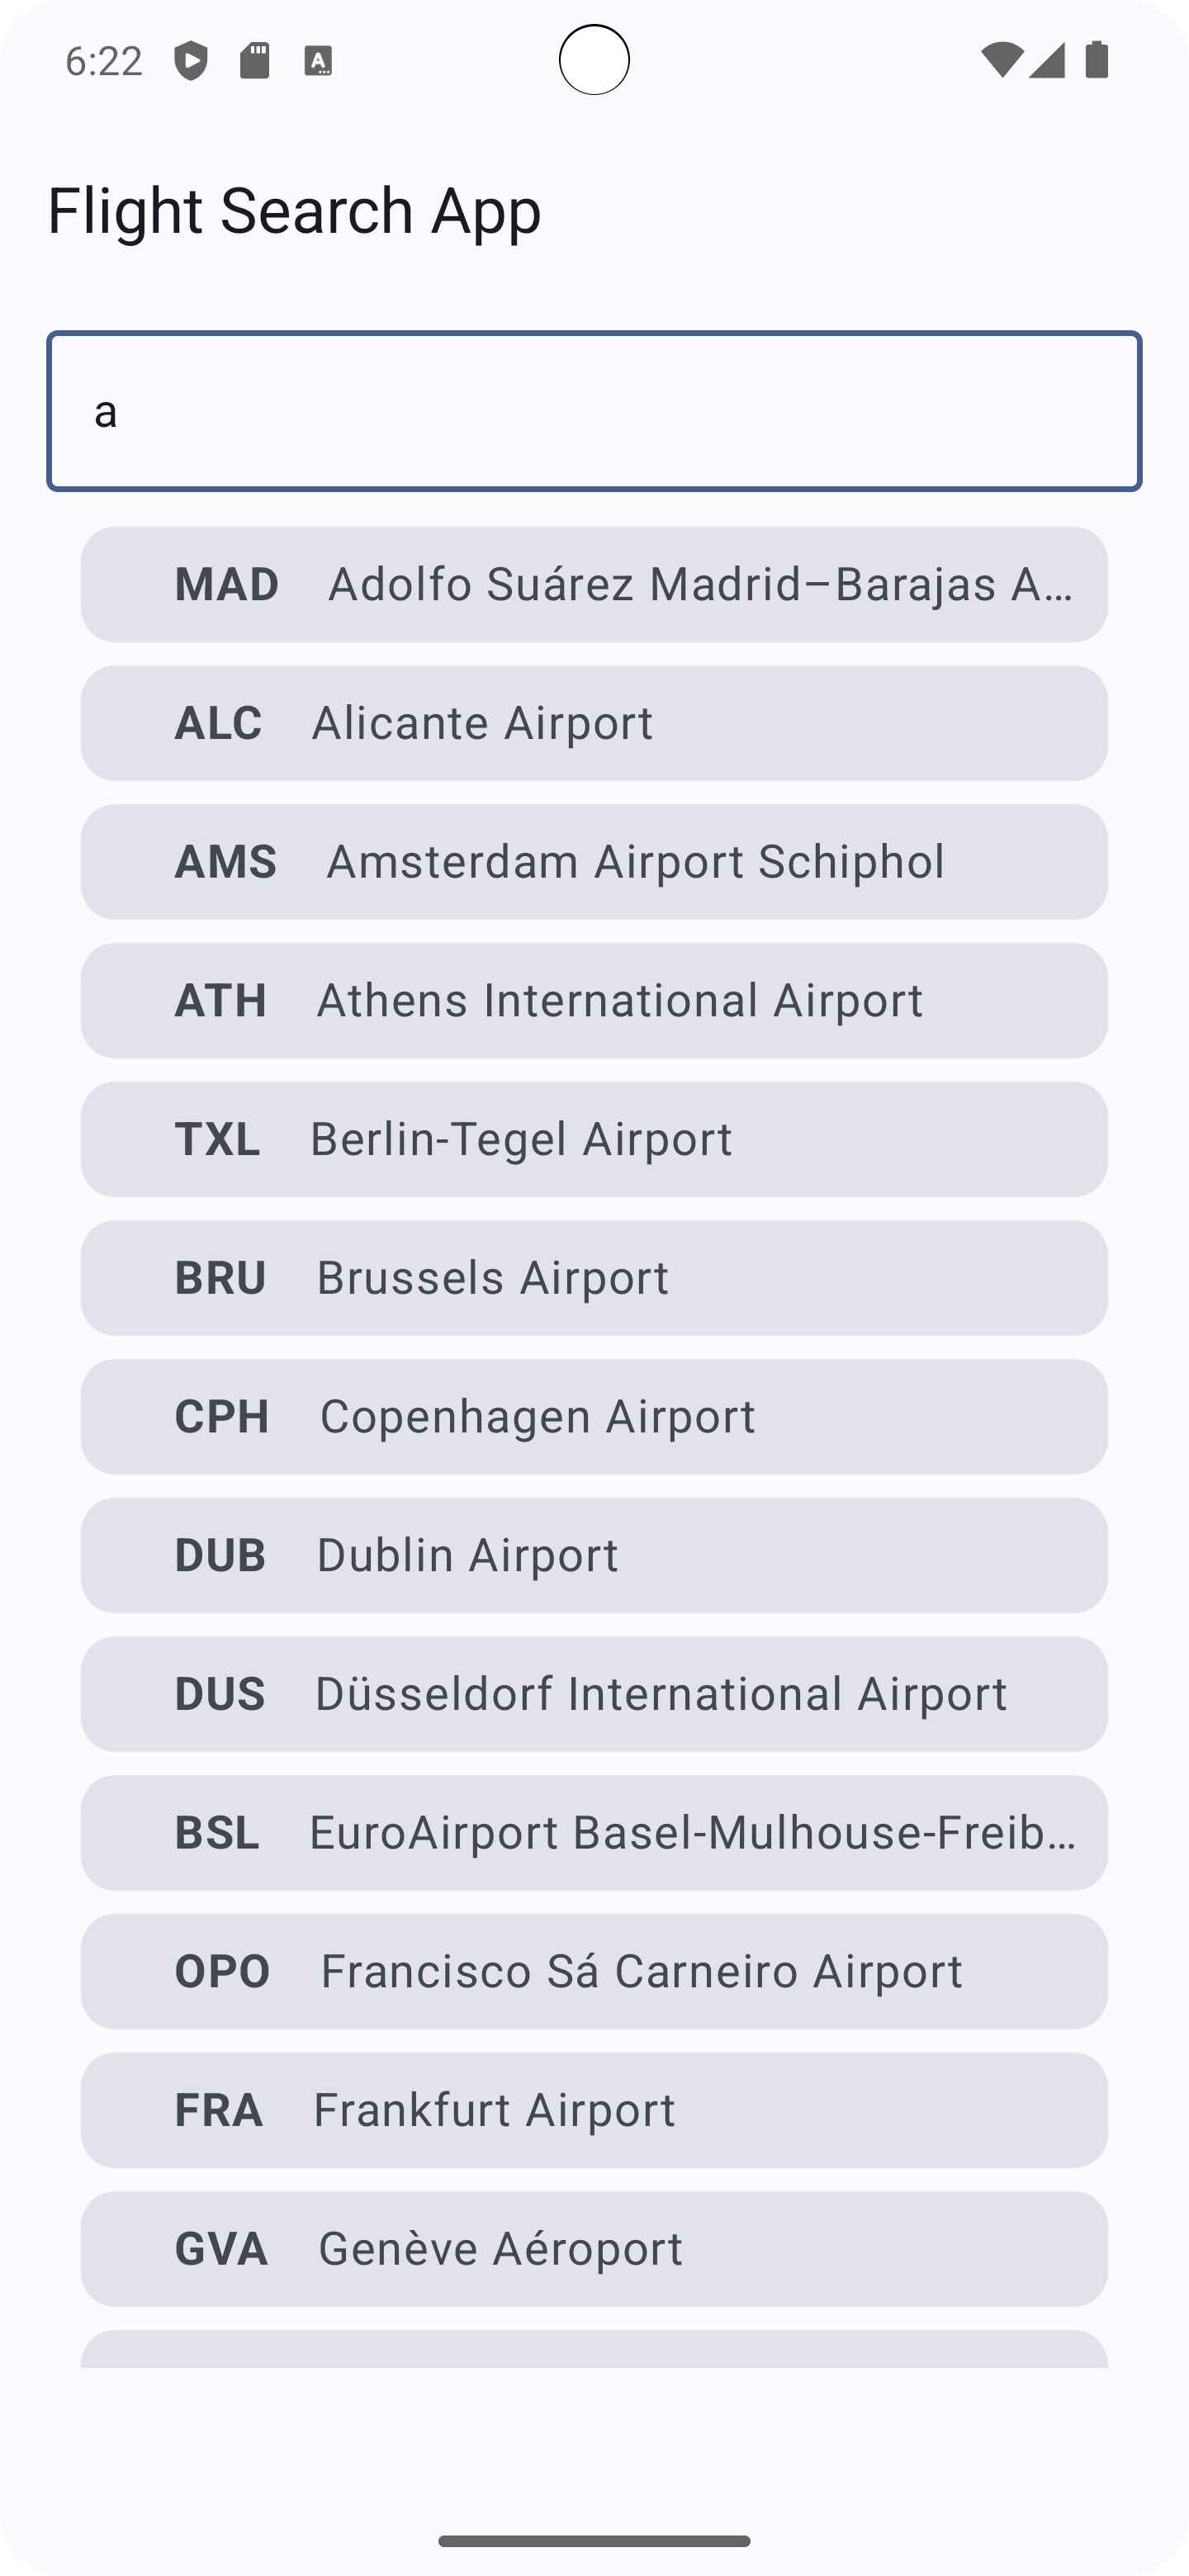 6:22
Flight Search App
a
MAD Adolfo Suárez Madrid–Barajas A...
ALC Alicante Airport
AMS Amsterdam Airport Schiphol
ATH Athens International Airport
TXL Berlin-Tegel Airport
BRU Brussels Airport
CPH Copenhagen Airport
DUB Dublin Airport
DUS Düsseldorf International Airport
BSL EuroAirport Basel-Mulhouse-Freib...
OPO Francisco Sá Carneiro Airport
FRA Frankfurt Airport
GVA Genève Aéroport